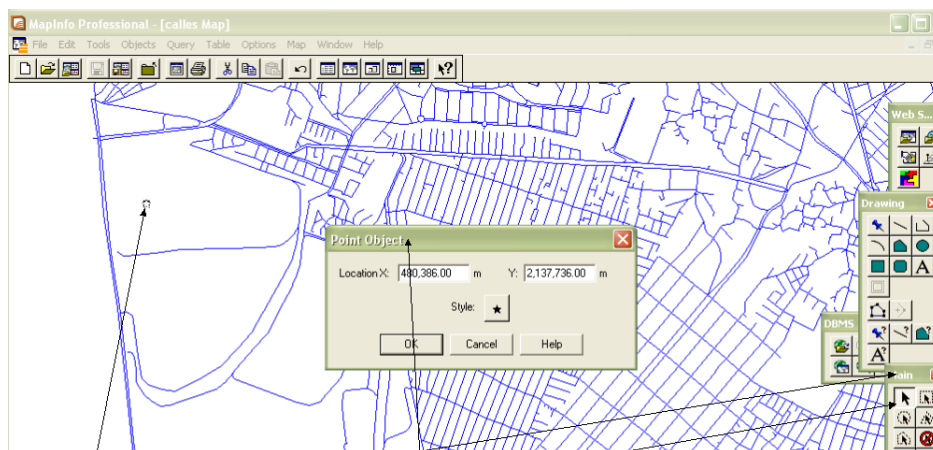 MapInfo Professional - [calles Map]
File Edit Tools Objects Query Table Options Map Window Help
Web S...
Drawing
Point Object
Location X: 480,386.00 m Y: 2,137,736.00 m
Style:
DBMS
OK Cancel Help
ain